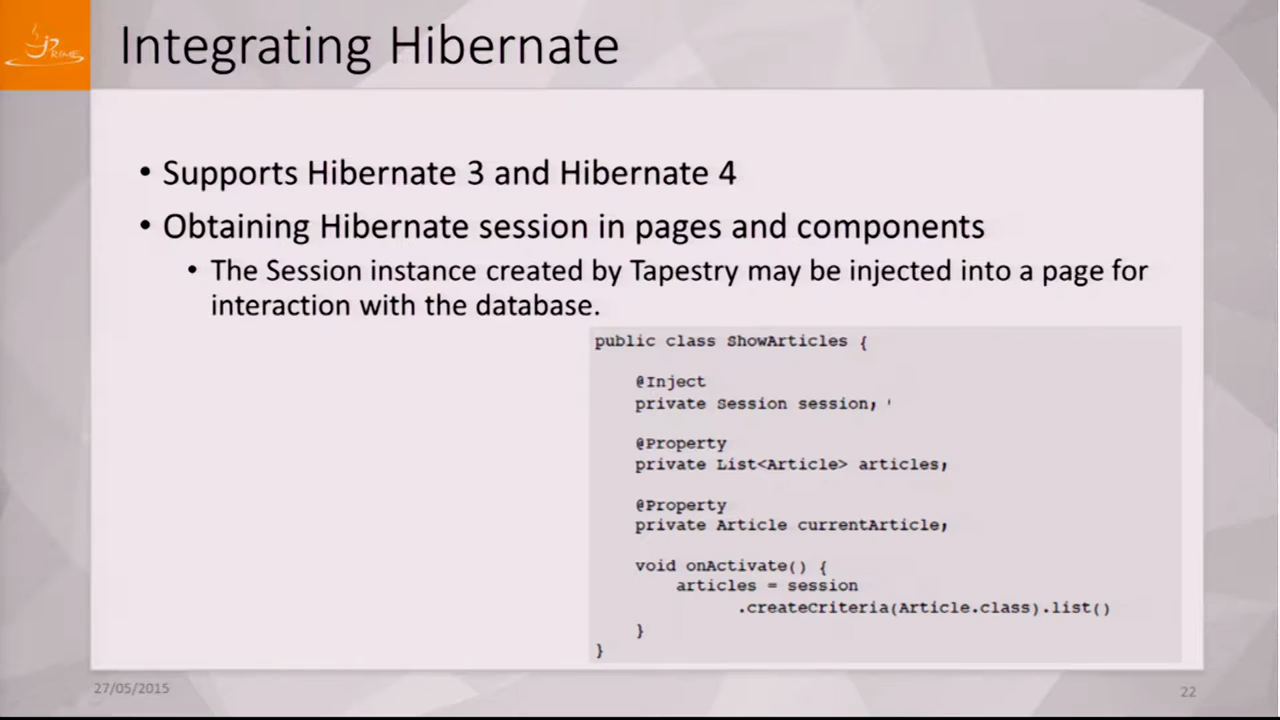 JPRIME
Integrating Hibernate
• Supports Hibernate 3 and Hibernate 4
• Obtaining Hibernate session in pages and components
• The Session instance created by Tapestry may be injected into a page for
interaction with the database.
public class ShowArticles {
@Inject
private Session session;
@Property
private List<Article> articles;
@Property
private Article currentArticle;
void onActivate() {
articles = session
.createCriteria(Article.class).list()
}
}
27/05/2015
22